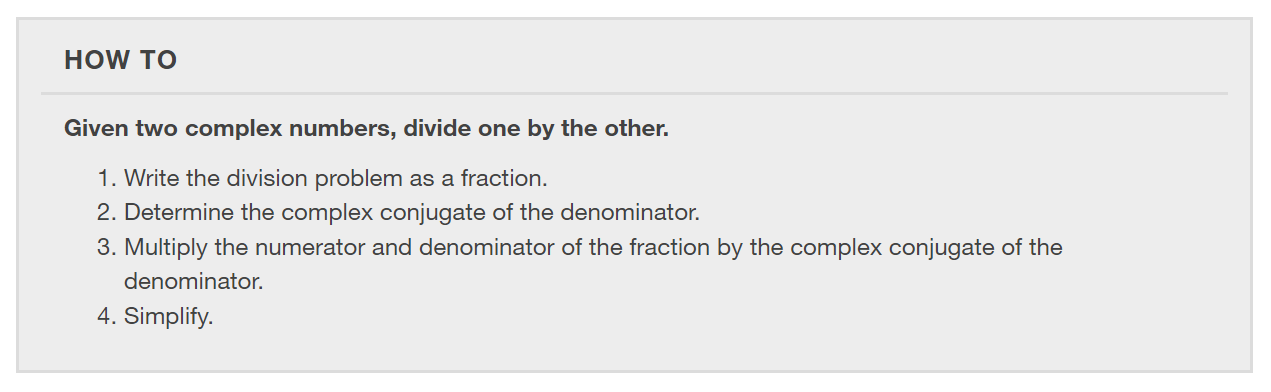 HOW TO
Given two complex numbers, divide one by the other.
1. Write the division problem as a fraction.
2. Determine the complex conjugate of the denominator.
3. Multiply the numerator and denominator of the fraction by the complex conjugate of the
denominator.
4. Simplify.